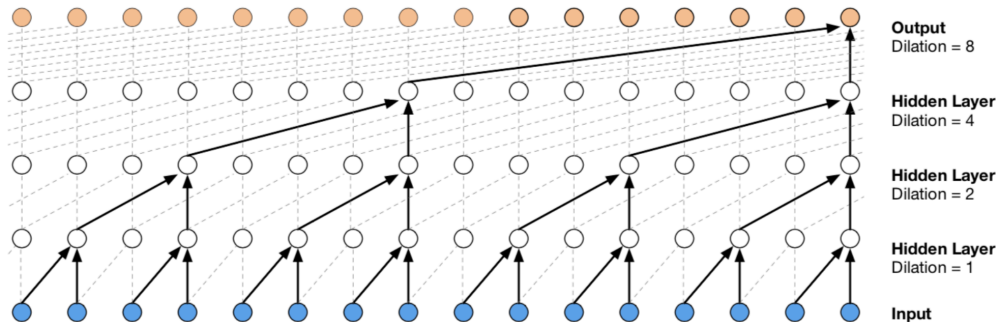 Output
Dilation = 8
Hidden Layer
Dilation = 4
Hidden Layer
Dilation = 2
Hidden Layer
Dilation = 1
Input